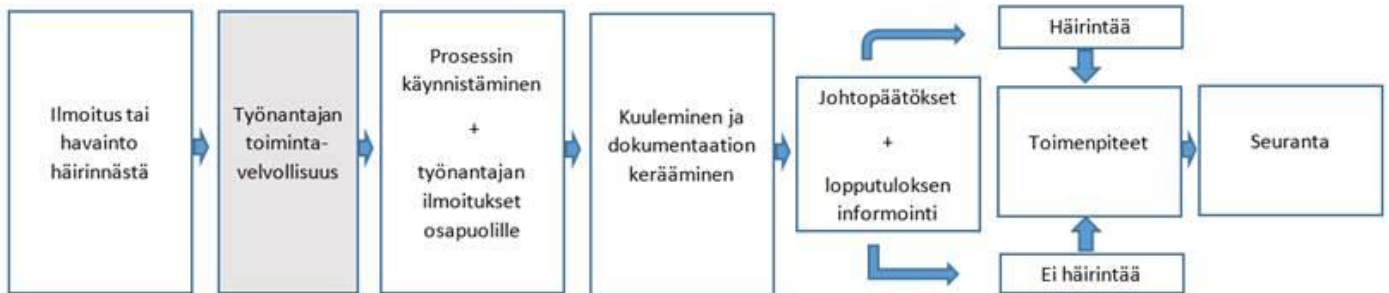 Ilmoitus tai
havainto
häirinnästä
Työnantajan
toiminta-
velvollisuus
Prosessin
käynnistäminen
+
työnantajan
ilmoitukset
osapuolille
Kuuleminen ja
dokumentaation
kerääminen
Johtopäätökset
+
lopputuloksen
informointi
Häirintää
Toimenpiteet
Ei häirintää
Seuranta